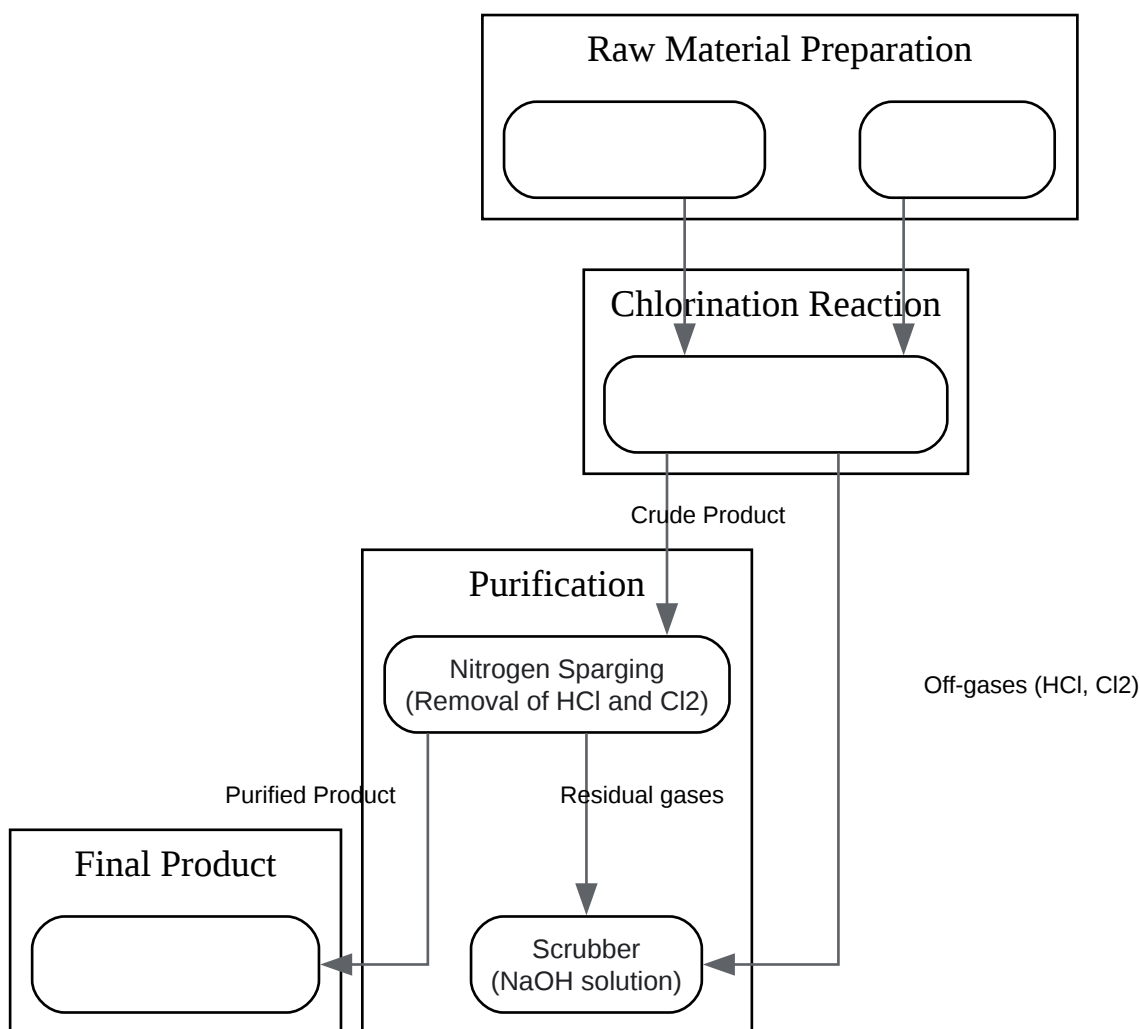 Raw Material Preparation
Chlorination Reaction
Crude Product
Purification
Nitrogen Sparging
(Removal of HCl and Cl2)
Off-gases (HCl, Cl2)
Purified Product
Residual gases
Final Product
Scrubber
(NaOH solution)